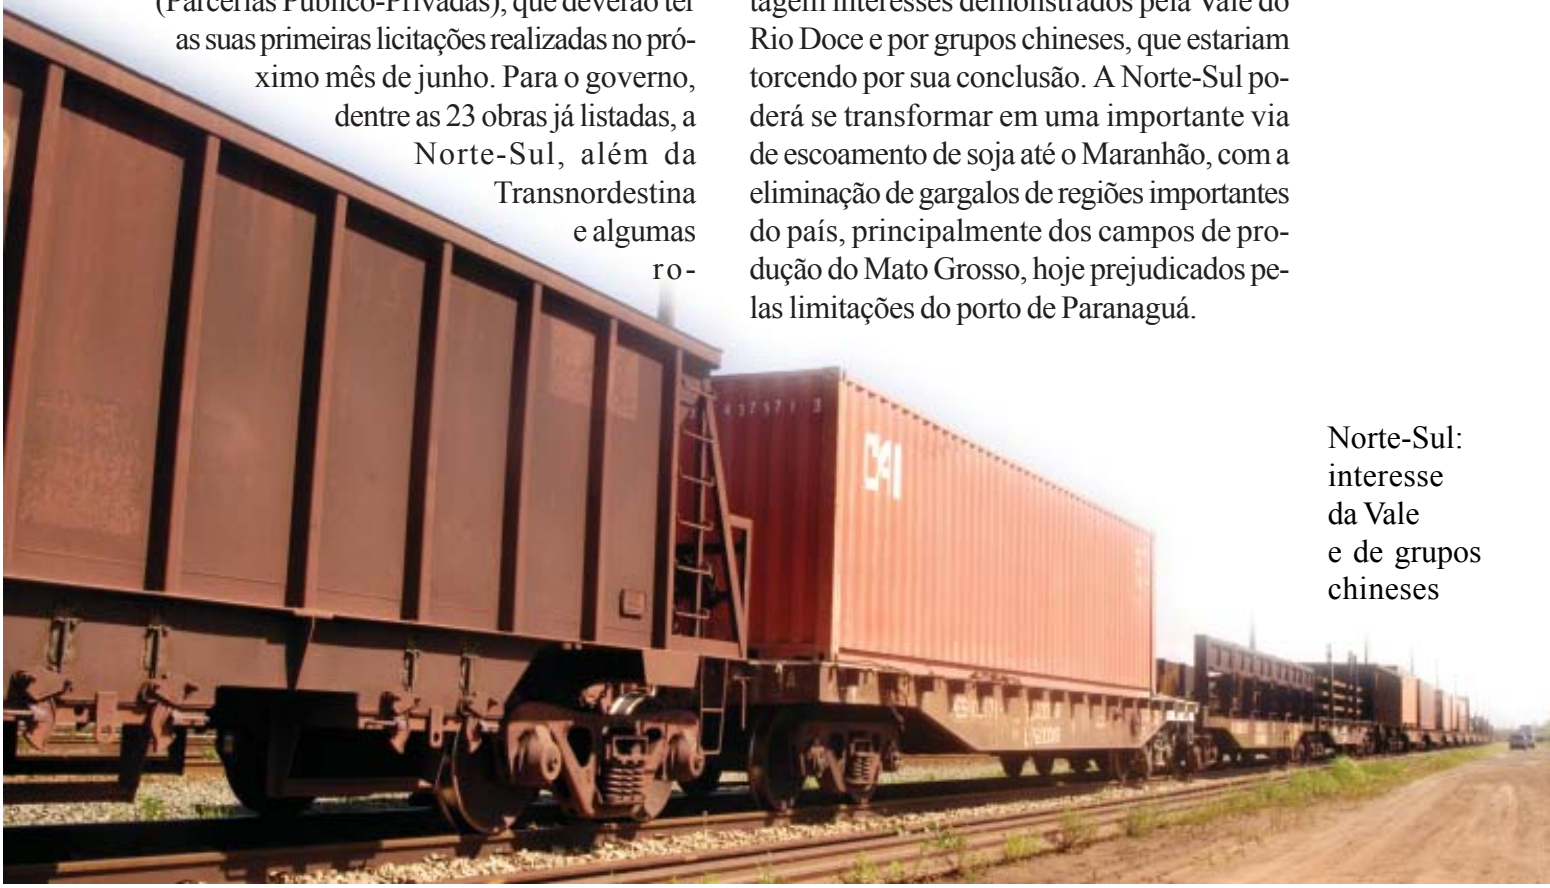 (Parcerias Público-Privadas), que deverão ter
as suas primeiras licitações realizadas no pró-
ximo mês de junho. Para o governo,
dentre as 23 obras já listadas, a
Norte-Sul, além da
Transnordestina
e algumas
ro-
tagem interesses demonstrados pela Vale do
Rio Doce e por grupos chineses, que estariam
torcendo por sua conclusão. A Norte-Sul po-
derá se transformar em uma importante via
de escoamento de soja até o Maranhão, com a
eliminação de gargalos de regiões importantes
do país, principalmente dos campos de pro-
dução do Mato Grosso, hoje prejudicados pe-
las limitações do porto de Paranaguá.
CAI
Norte-Sul:
interesse
da Vale
e de grupos
chineses